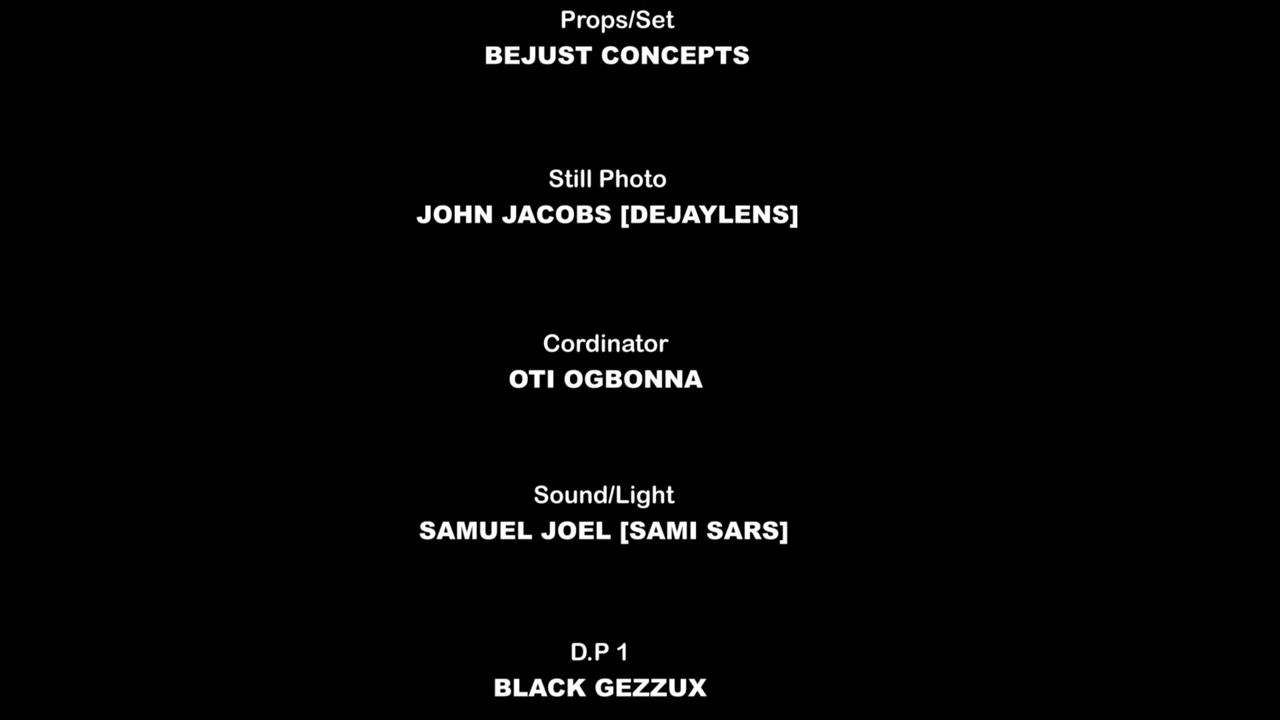 Props/Set
BEJUST CONCEPTS
Still Photo
JOHN JACOBS [DEJAYLENS]
Cordinator
OTI OGBONNA
Sound/Light
SAMUEL JOEL [SAMI SARS]
D.P 1
BLACK GEZZUX